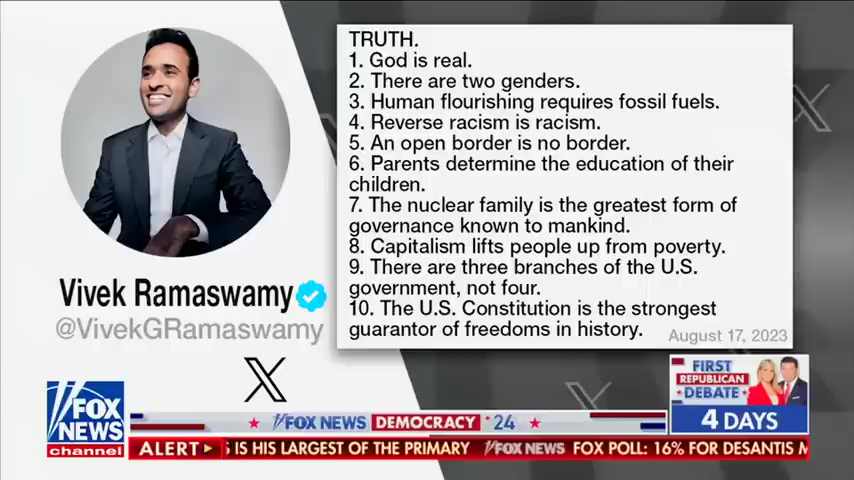 TRUTH.
1. God is real.
2. There are two genders.
3. Human flourishing requires fossil fuels.
4. Reverse racism is racism.
5. An open border is no border.
6. Parents determine the education of their
children.
7. The nuclear family is the greatest form of
governance known to mankind.
8. Capitalism lifts people up from poverty.
9. There are three branches of the U.S.
government, not four.
10. The U.S. Constitution is the strongest
guarantor of freedoms in history.
August 17, 2023
Vivek Ramaswamy
@VivekGRamaswamy
FIRST
REPUBLICAN
DEBATE
4 DAYS
FOX
NEWS
channel
FOX NEWS DEMOCRACY '24
ALERT IS HIS LARGEST OF THE PRIMARY FOX NEWS FOX POLL: 16% FOR DESANTIS